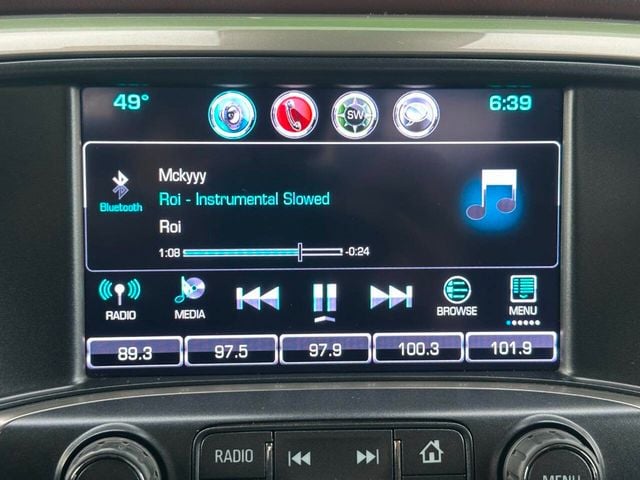 49°
SW
6:39
Mckyyy
Roi - Instrumental Slowed
Bluetooth
Roi
1:08 -0:24
RADIO MEDIA BROWSE MENU
89.3 97.5 97.9 100.3 101.9
RADIO
MENU